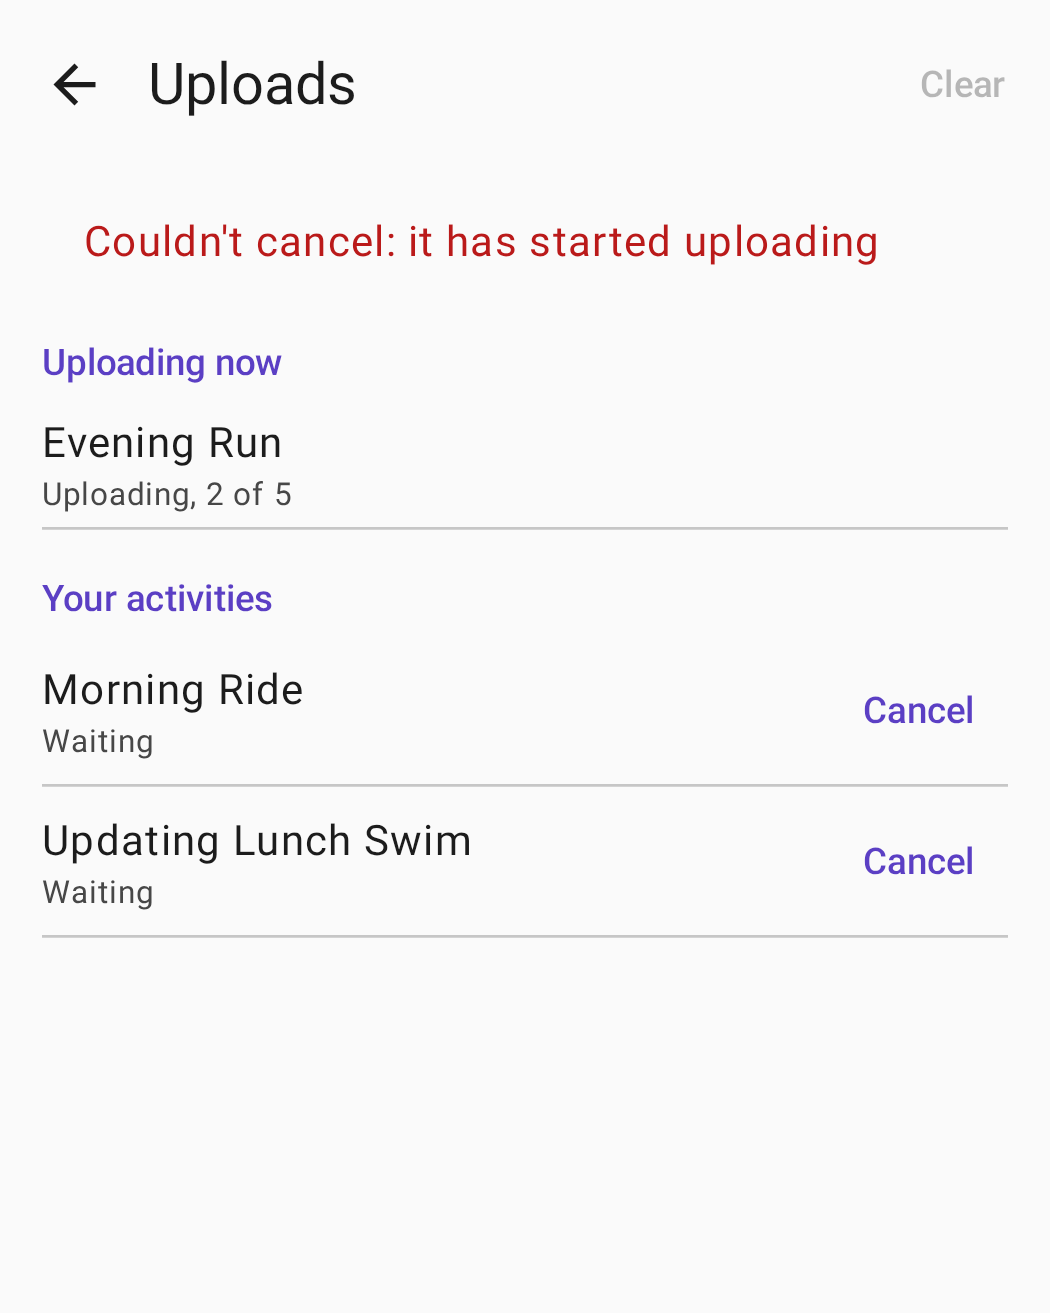 Uploads
Clear
Couldn't cancel: it has started uploading
Uploading now
Evening Run
Uploading, 2 of 5
Your activities
Morning Ride
Waiting
Cancel
Updating Lunch Swim
Waiting
Cancel